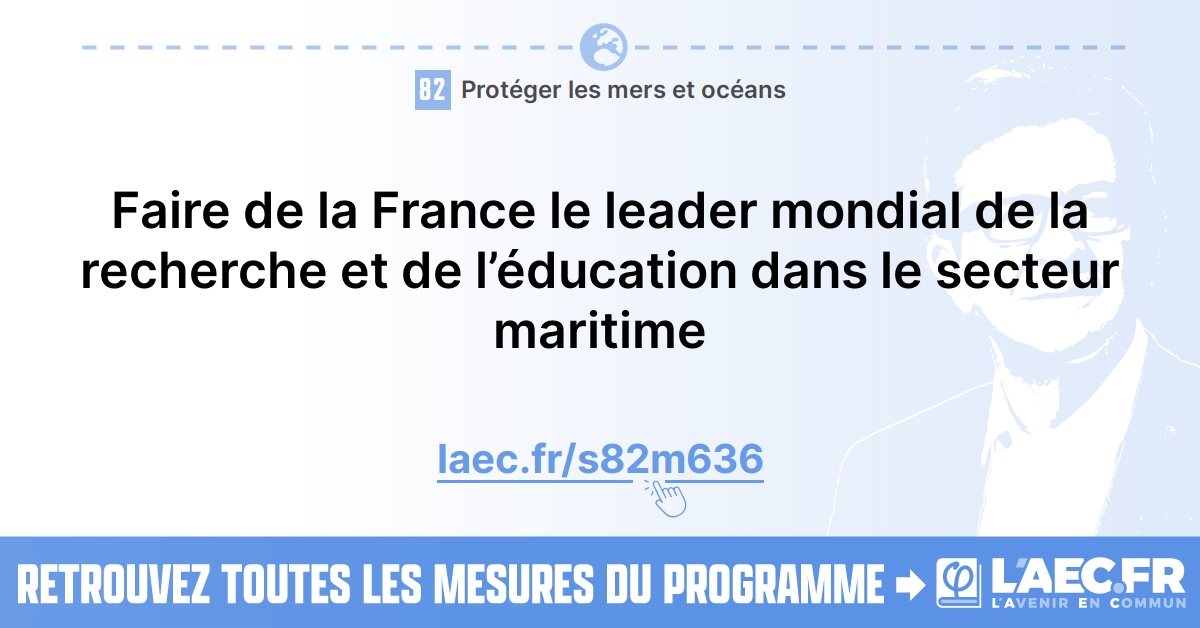 82 Protéger les mers et océans
Faire de la France le leader mondial de la
recherche et de l’éducation dans le secteur
maritime
laec.fr/s82m636
RETROUVEZ TOUTES LES MESURES DU PROGRAMME
L'AEC.FR
L'AVENIR EN COMMUN